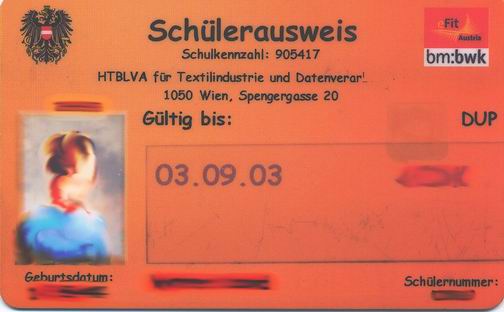 Schülerausweis
Schulkennzahl: 905417
eFit
Austria
bm:bwk
HTBLVA für Textilindustrie und Datenverar
1050 Wien, Spengergasse 20
Gültig bis:
DUP
03.09.03
Geburtsdatum:
Schülernummer: